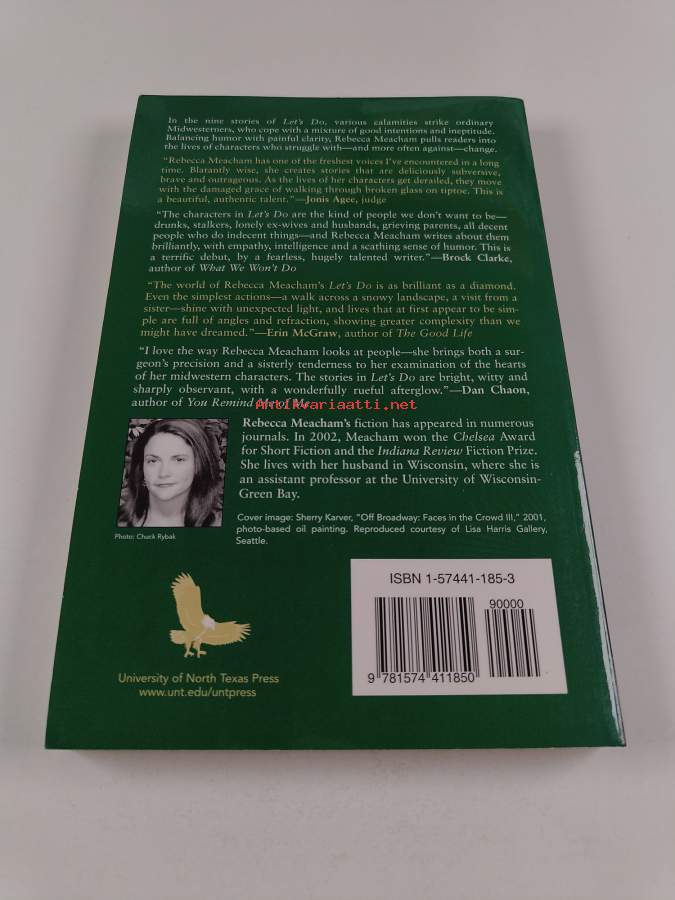 In the nine stories of Let's Do, various calamities strike ordinary
Midwesterners, who cope with a mixture of good intentions and ineptitude.
Balancing humor with painful clarity, Rebecca Meacham pulls readers into
the lives of characters who struggle with—and more often against—change.
"Rebecca Meacham has one of the freshest voices I've encountered in a long
time. Blatantly wise, she creates stories that are deliciously subversive,
brave and outrageous. As the lives of her characters get derailed, they move
with the damaged grace of walking through broken glass on tiptoe. This is
a beautiful, authentic talent."—Jonis Agee, judge
"The characters in Let's Do are the kind of people we don't want to be—
drunks, stalkers, lonely ex-wives and husbands, grieving parents, all decent
people who do indecent things—and Rebecca Meacham writes about them
brilliantly, with empathy, intelligence and a scathing sense of humor. This is
a terrific debut, by a fearless, hugely talented writer."—Brock Clarke,
author of What We Won't Do
"The world of Rebecca Meacham's Let's Do is as brilliant as a diamond.
Even the simplest actions—a walk across a snowy landscape, a visit from a
sister—shine with unexpected light, and lives that at first appear to be sim-
ple are full of angles and refraction, showing greater complexity than we
might have dreamed."—Erin McGraw, author of The Good Life
"I love the way Rebecca Meacham looks at people—she brings both a sur-
geon's precision and a sisterly tenderness to her examination of the hearts
of her midwestern characters. The stories in Let's Do are bright, witty and
sharply observant, with a wonderfully rueful afterglow."—Dan Chaon,
author of You Remind Me of Me
Antikvariaatti.net
Rebecca Meacham's fiction has appeared in numerous
journals. In 2002, Meacham won the Chelsea Award
for Short Fiction and the Indiana Review Fiction Prize.
She lives with her husband in Wisconsin, where she is
an assistant professor at the University of Wisconsin-
Green Bay.
Photo: Chuck Rybak
Cover image: Sherry Karver, "Off Broadway: Faces in the Crowd III," 2001,
photo-based oil painting. Reproduced courtesy of Lisa Harris Gallery,
Seattle.
University of North Texas Press
www.unt.edu/untpress
ISBN 1-57441-185-3
90000
9 781574 411850